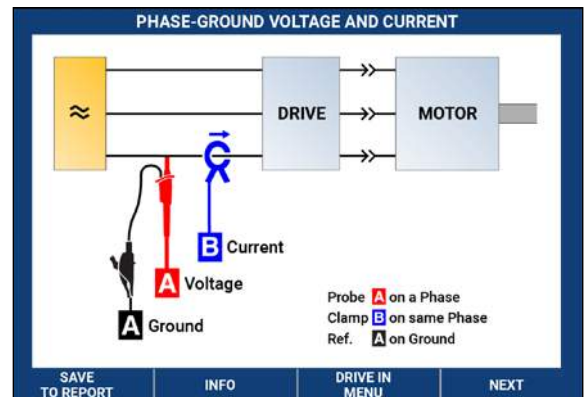 PHASE-GROUND VOLTAGE AND CURRENT
≈
DRIVE
MOTOR
B Current
A Voltage
A Ground
Probe A on a Phase
Clamp B on same Phase
Ref. A on Ground
SAVE
TO REPORT
INFO
DRIVE IN
MENU
NEXT